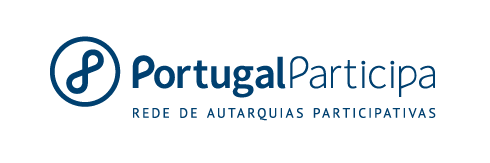 PortugalParticipa
REDE DE AUTARQUIAS PARTICIPATIVAS